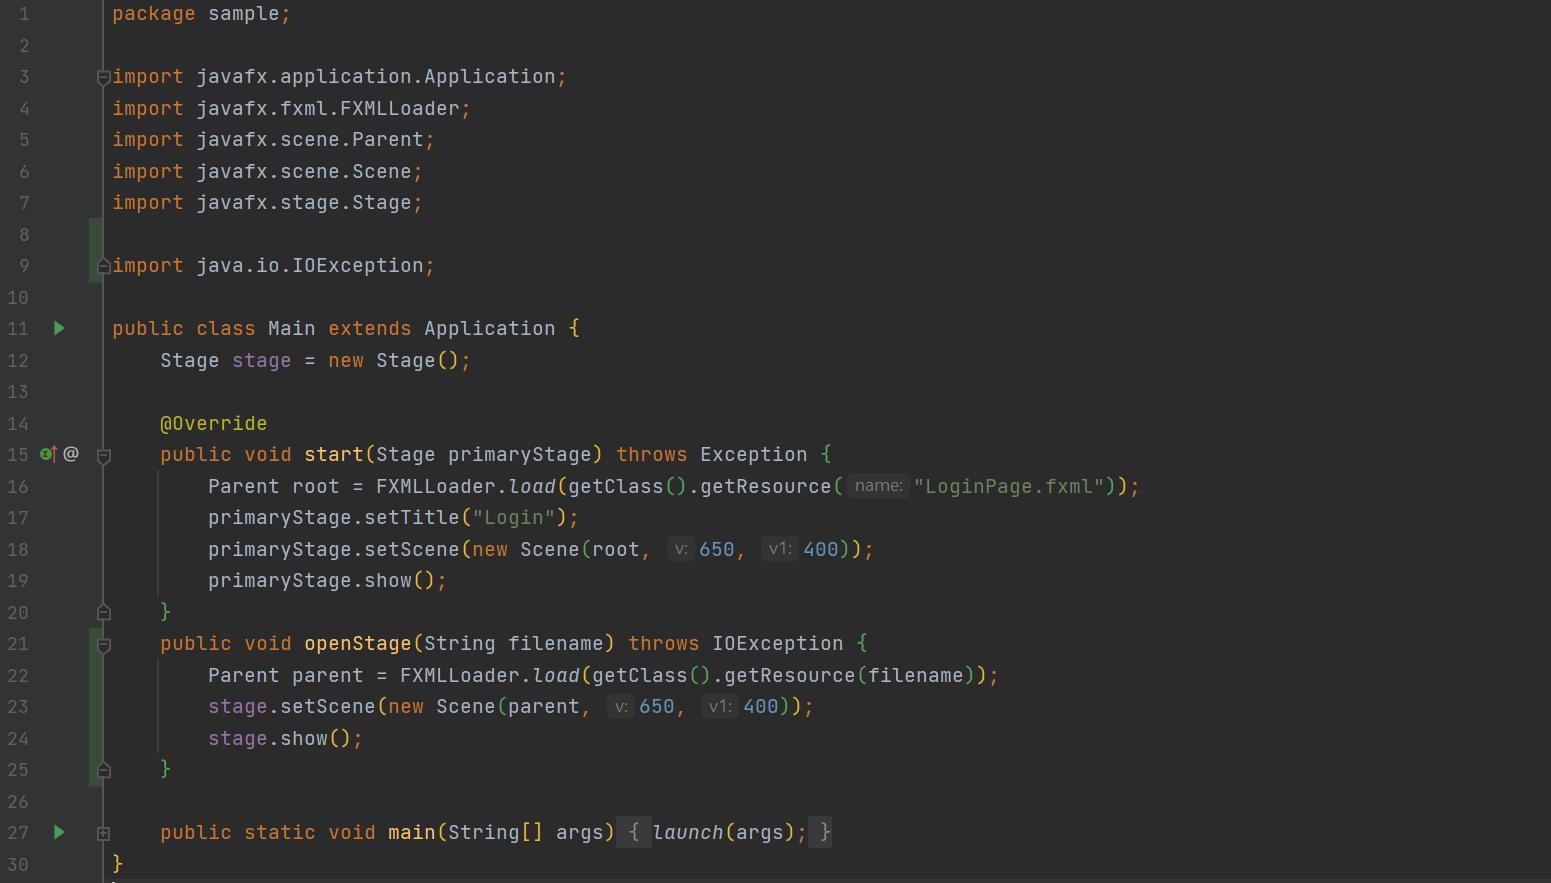 1 package sample;
2
3 import javafx.application.Application;
4 import javafx.fxml.FXMLLoader;
5 import javafx.scene.Parent;
6 import javafx.scene.Scene;
7 import javafx.stage.Stage;
8
9 import java.io.IOException;
10
11 public class Main extends Application {
12 Stage stage = new Stage();
13
14 @Override
15 @ public void start(Stage primaryStage) throws Exception {
16 Parent root = FXMLLoader.load(getClass().getResource( name: "LoginPage.fxml"));
17 primaryStage.setTitle("Login");
18 primaryStage.setScene(new Scene(root, v: 650, v1: 400));
19 primaryStage.show();
20 }
21 public void openStage(String filename) throws IOException {
22 Parent parent = FXMLLoader.load(getClass().getResource(filename));
23 stage.setScene(new Scene(parent, v: 650, v1: 400));
24 stage.show();
25 }
26
27 public static void main(String[] args) { launch(args); }
30 }